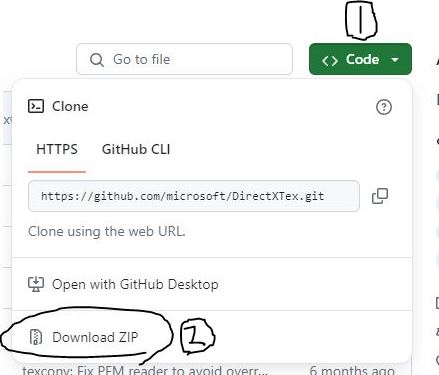 1
Go to file
Code
Clone
HTTPS GitHub CLI
https://github.com/microsoft/DirectXTex.git
Clone using the web URL.
Open with GitHub Desktop
Download ZIP 2
texconv: Fix PFM reader to avoid overr... 6 months ago